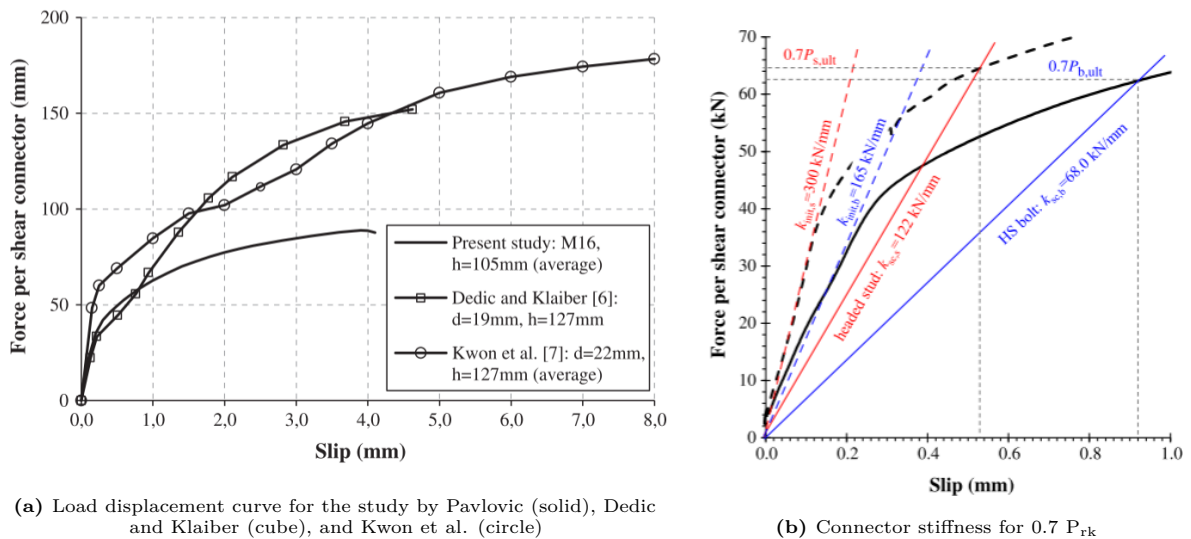 200
150
100
50
0
0,0
1,0
2,0
3,0
4,0
5,0
6,0
7,0
8,0
Force per shear connector (mm)
Slip (mm)
Present study: M16,
h=105mm (average)
Dedic and Klaiber [6]:
d=19mm, h=127mm
Kwon et al. [7]: d=22mm,
h=127mm (average)
(a) Load displacement curve for the study by Pavlovic (solid), Dedic
and Klaiber (cube), and Kwon et al. (circle)
70
60
50
40
30
20
10
0
0.0
0.2
0.4
0.6
0.8
1.0
Force per shear connector (kN)
Slip (mm)
0.7Ps,ult
0.7Pb,ult
kinit,s=300 kN/mm
kinit,b=165 kN/mm
headed stud: ksc,s=122 kN/mm
HS bolt: ksc,b=68.0 kN/mm
(b) Connector stiffness for 0.7 Prk